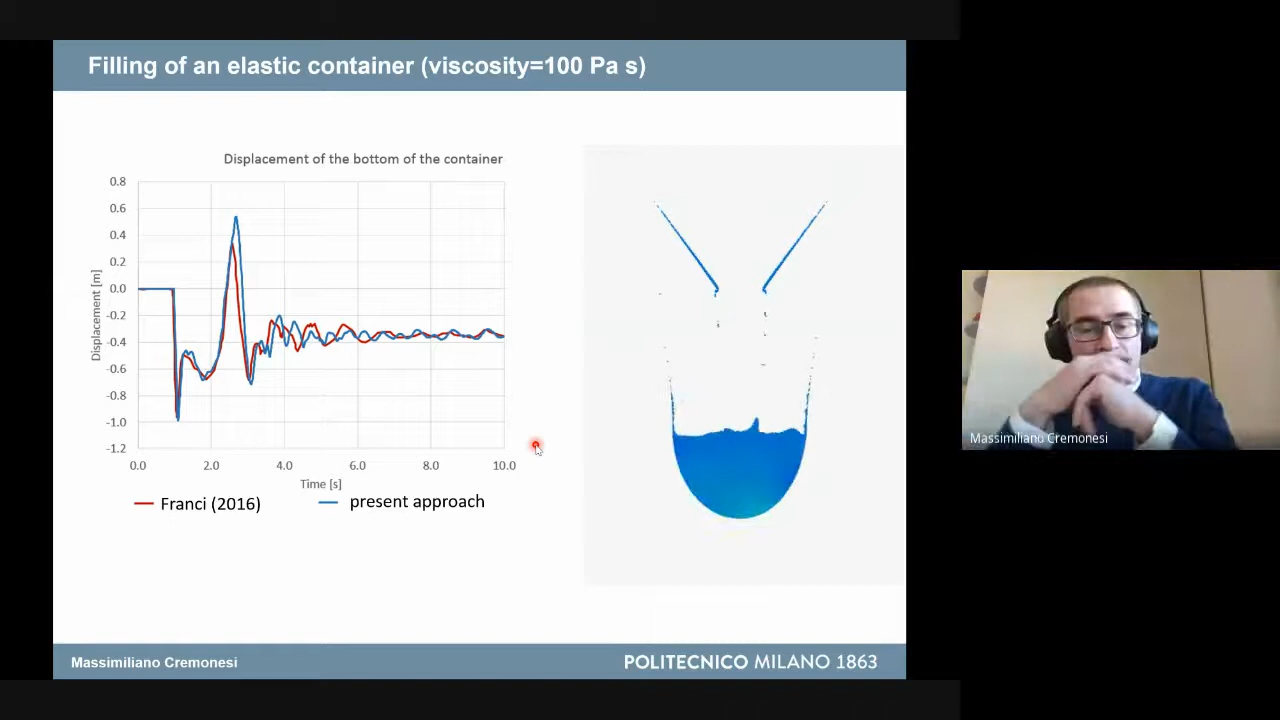 Filling of an elastic container (viscosity=100 Pa s)
Displacement of the bottom of the container
0.8
0.6
0.4
0.2
0.0
-0.2
-0.4
-0.6
-0.8
-1.0
-1.2
Displacement [m]
0.0 2.0 4.0 6.0 8.0 10.0
Time [s]
Franci (2016) present approach
Massimiliano Cremonesi
Massimiliano Cremonesi
POLITECNICO MILANO 1863